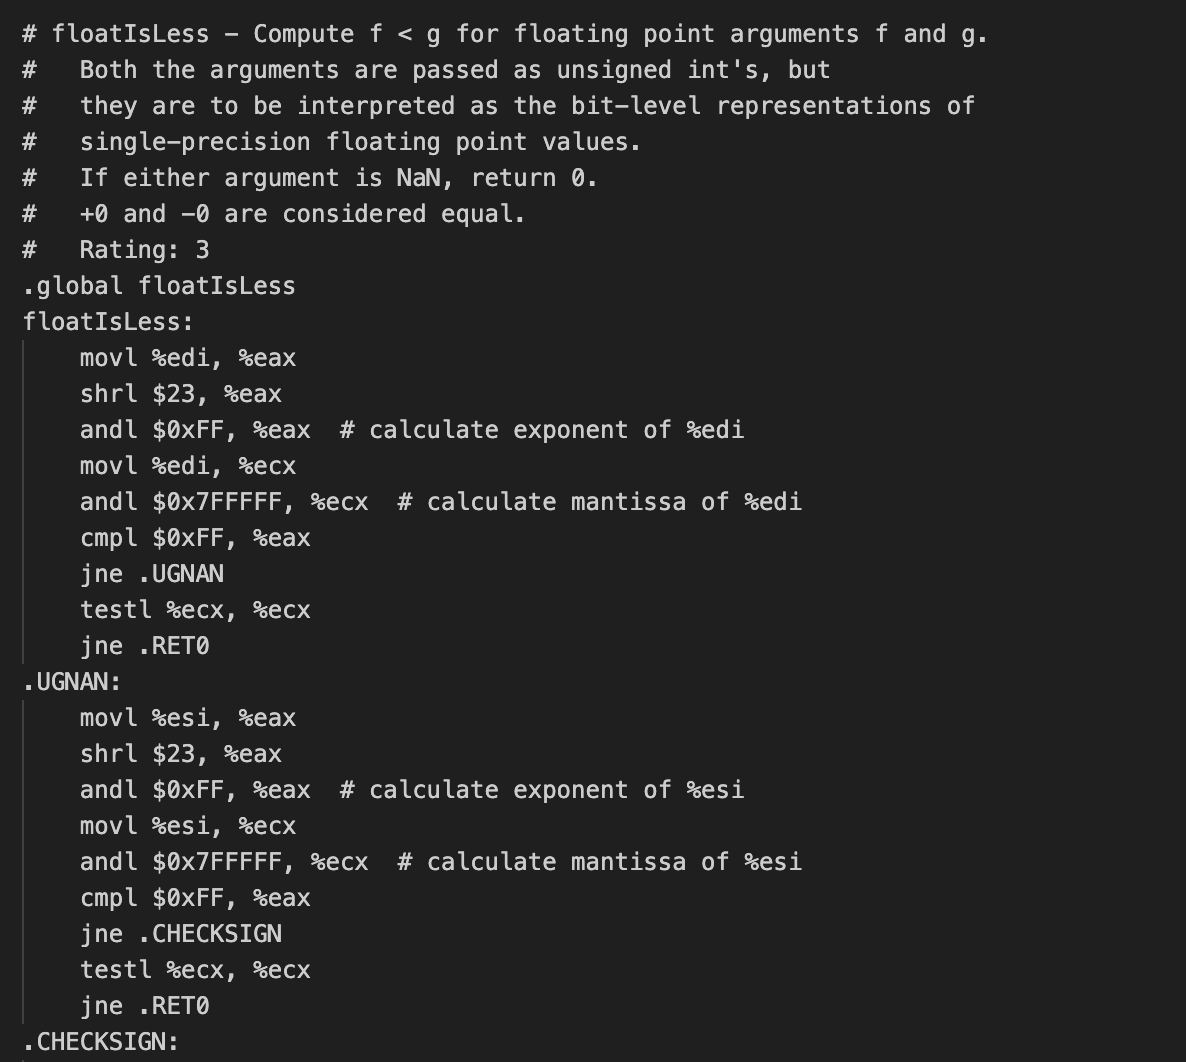 # floatIsLess - Compute f < g for floating point arguments f and g.
#   Both the arguments are passed as unsigned int's, but
#   they are to be interpreted as the bit-level representations of
#   single-precision floating point values.
#   If either argument is NaN, return 0.
#   +0 and -0 are considered equal.
#   Rating: 3
.global floatIsLess
floatIsLess:
    movl %edi, %eax
    shrl $23, %eax
    andl $0xFF, %eax  # calculate exponent of %edi
    movl %edi, %ecx
    andl $0x7FFFFF, %ecx  # calculate mantissa of %edi
    cmpl $0xFF, %eax
    jne .UGNAN
    testl %ecx, %ecx
    jne .RET0
.UGNAN:
    movl %esi, %eax
    shrl $23, %eax
    andl $0xFF, %eax  # calculate exponent of %esi
    movl %esi, %ecx
    andl $0x7FFFFF, %ecx  # calculate mantissa of %esi
    cmpl $0xFF, %eax
    jne .CHECKSIGN
    testl %ecx, %ecx
    jne .RET0
.CHECKSIGN: